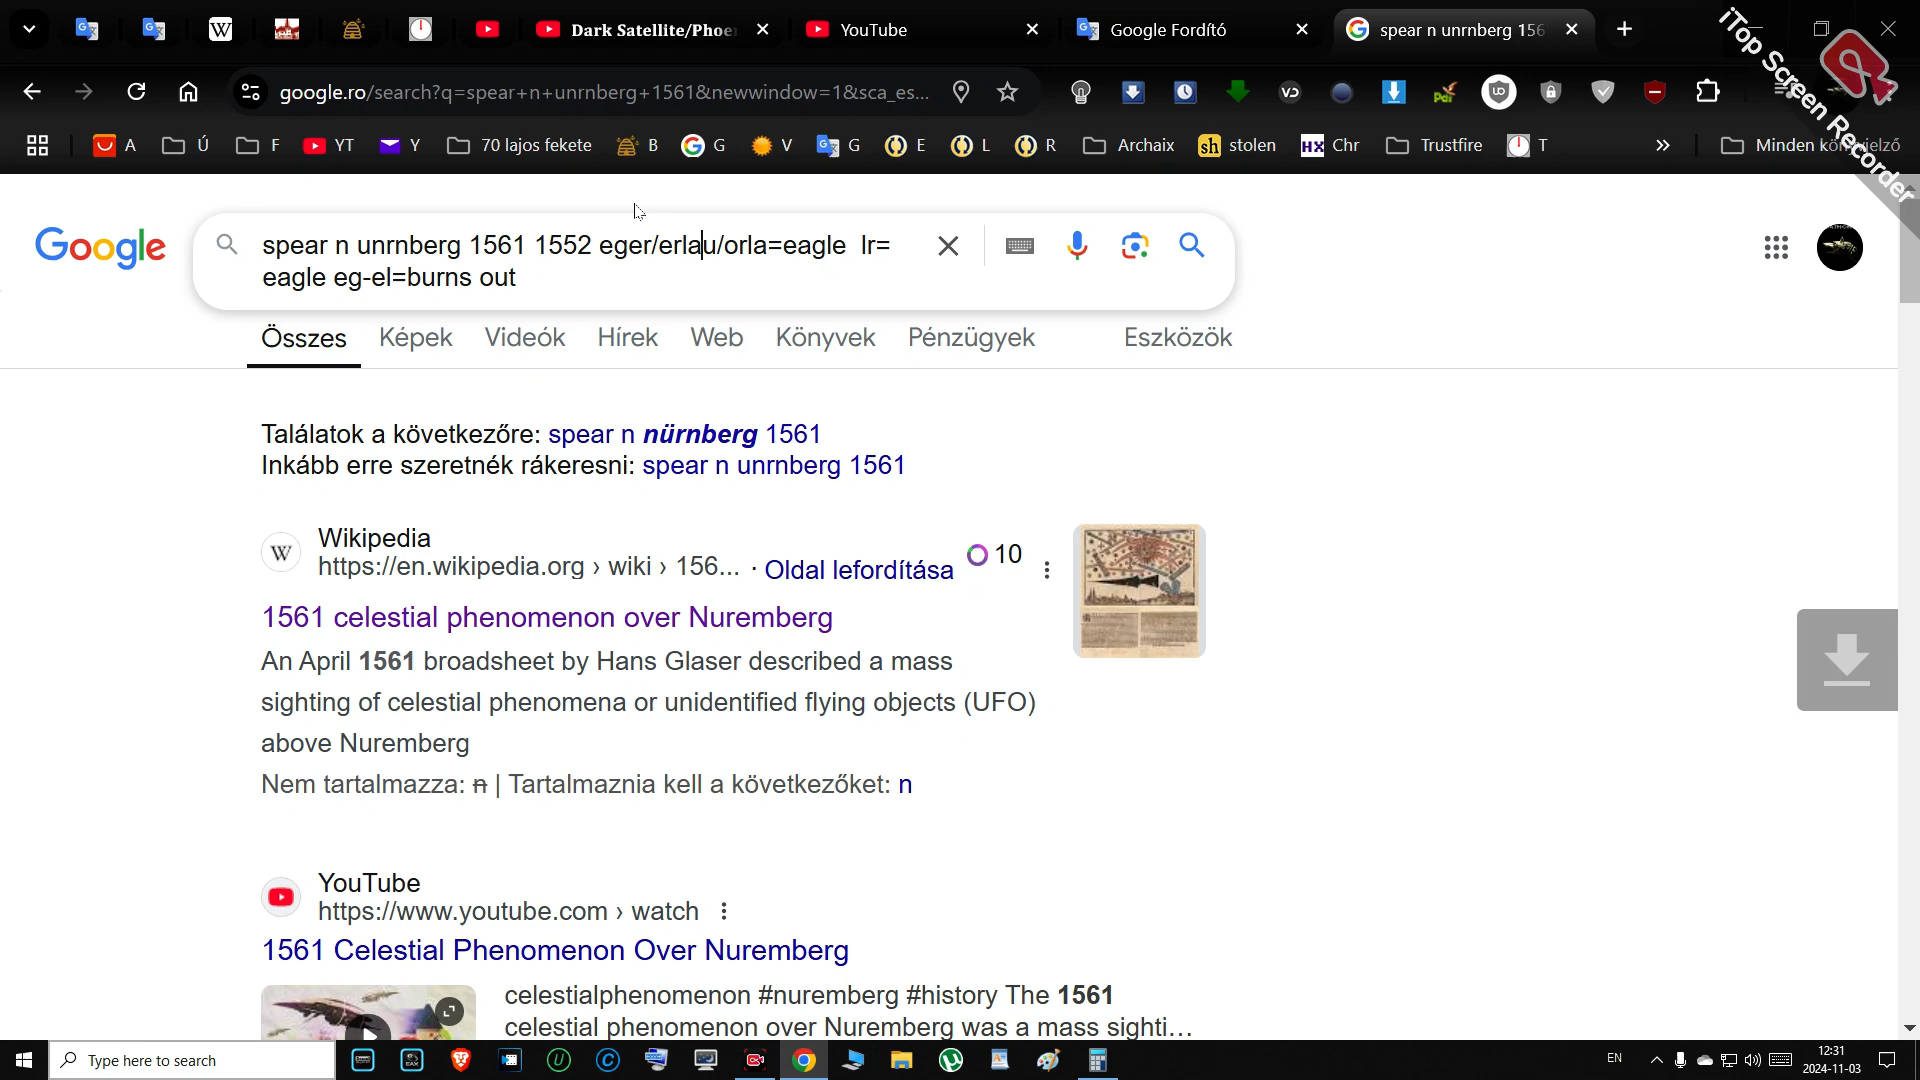 Dark Satellite/Phoe
YouTube
Google Fordító
spear n unrnberg 156
google.ro/search?q=spear+n+unrnberg+1561&newwindow=1&sca_es...
A
Ú
F
YT
Y
70 lajos fekete
B
G
V
G
E
L
R
Archaix
sh stolen
HX Chr
Trustfire
T
»
Minden könyvjelző
iTop Screen Recorder
Google
spear n unrnberg 1561 1552 eger/erlau/orla=eagle lr=
eagle eg-el=burns out
Összes Képek Videók Hírek Web Könyvek Pénzügyek Eszközök
Találatok a következőre: spear n nürnberg 1561
Inkább erre szeretnék rákeresni: spear n unrnberg 1561
W
Wikipedia
https://en.wikipedia.org › wiki › 156... · Oldal lefordítása
10
1561 celestial phenomenon over Nuremberg
An April 1561 broadsheet by Hans Glaser described a mass
sighting of celestial phenomena or unidentified flying objects (UFO)
above Nuremberg
Nem tartalmazza: n | Tartalmaznia kell a következőket: n
YouTube
https://www.youtube.com › watch
1561 Celestial Phenomenon Over Nuremberg
celestialphenomenon #nuremberg #history The 1561
celestial phenomenon over Nuremberg was a mass sighti...
Type here to search
EN
12:31
2024-11-03